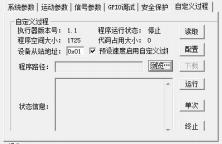 系统参数 运动参数 信号参数 GPIO调试 安全保护 自定义过程
自定义过程
执行器版本号: 1.1 程序运行状态: 停止
程序空间大小: 1725 代码占用大小: 0
设备从站地址: 0x01 预设速度启用自定义过
读取
配置
程序路径: 浏览… 下载
运行
状态信息: 单次
终止